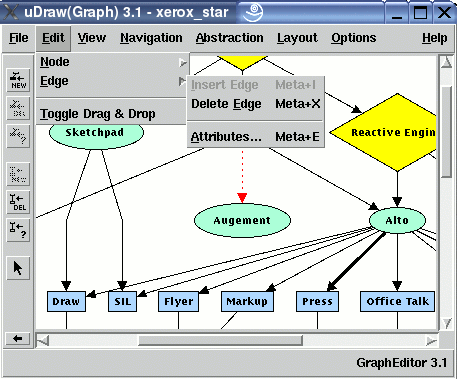 uDraw(Graph) 3.1 - xerox_star
File Edit View Navigation Abstraction Layout Options Help
Node
Edge
Toggle Drag & Drop
Insert Edge Meta+I
Delete Edge Meta+X
Attributes... Meta+E
NEW
DEL
Sketchpad
Reactive Engin
Augement
Alto
Draw
SIL
Flyer
Markup
Press
Office Talk
GraphEditor 3.1